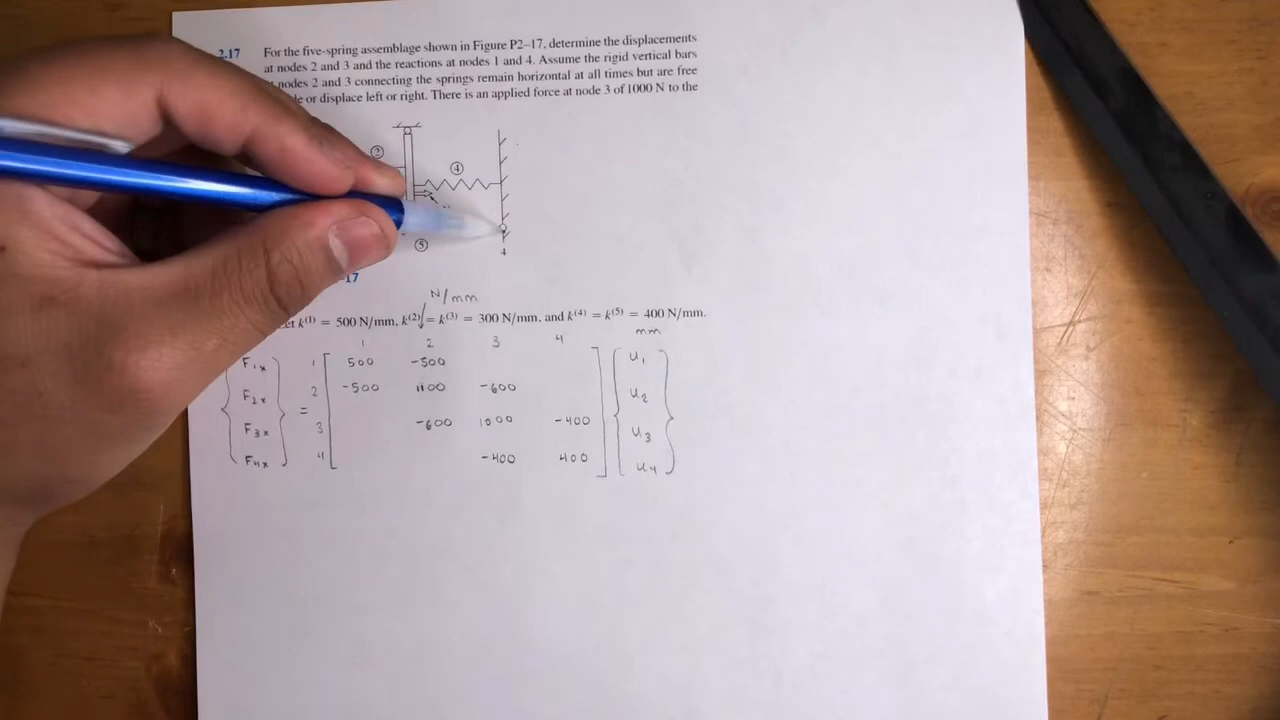 2.17 For the five-spring assemblage shown in Figure P2–17, determine the displacements
at nodes 2 and 3 and the reactions at nodes 1 and 4. Assume the rigid vertical bars
nodes 2 and 3 connecting the springs remain horizontal at all times but are free
or displace left or right. There is an applied force at node 3 of 1000 N to the
②
④
⑤
4
17
N/mm
k(1) = 500 N/mm, k(2) = k(3) = 300 N/mm, and k(4) = k(5) = 400 N/mm.
mm
1 2 3 4
F1x 1 500 -500 u1
F2x = 2 -500 1100 -600 u2
F3x 3 -600 1000 -400 u3
F4x 4 -400 400 u4